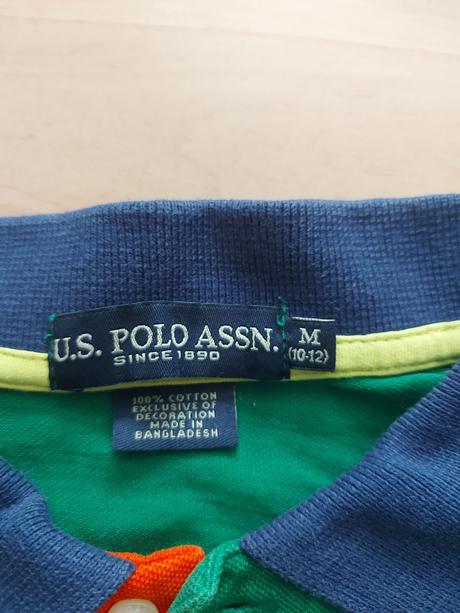 U.S. POLO ASSN.
SINCE 1890
M
(10-12)
100% COTTON
EXCLUSIVE OF
DECORATION
MADE IN
BANGLADESH